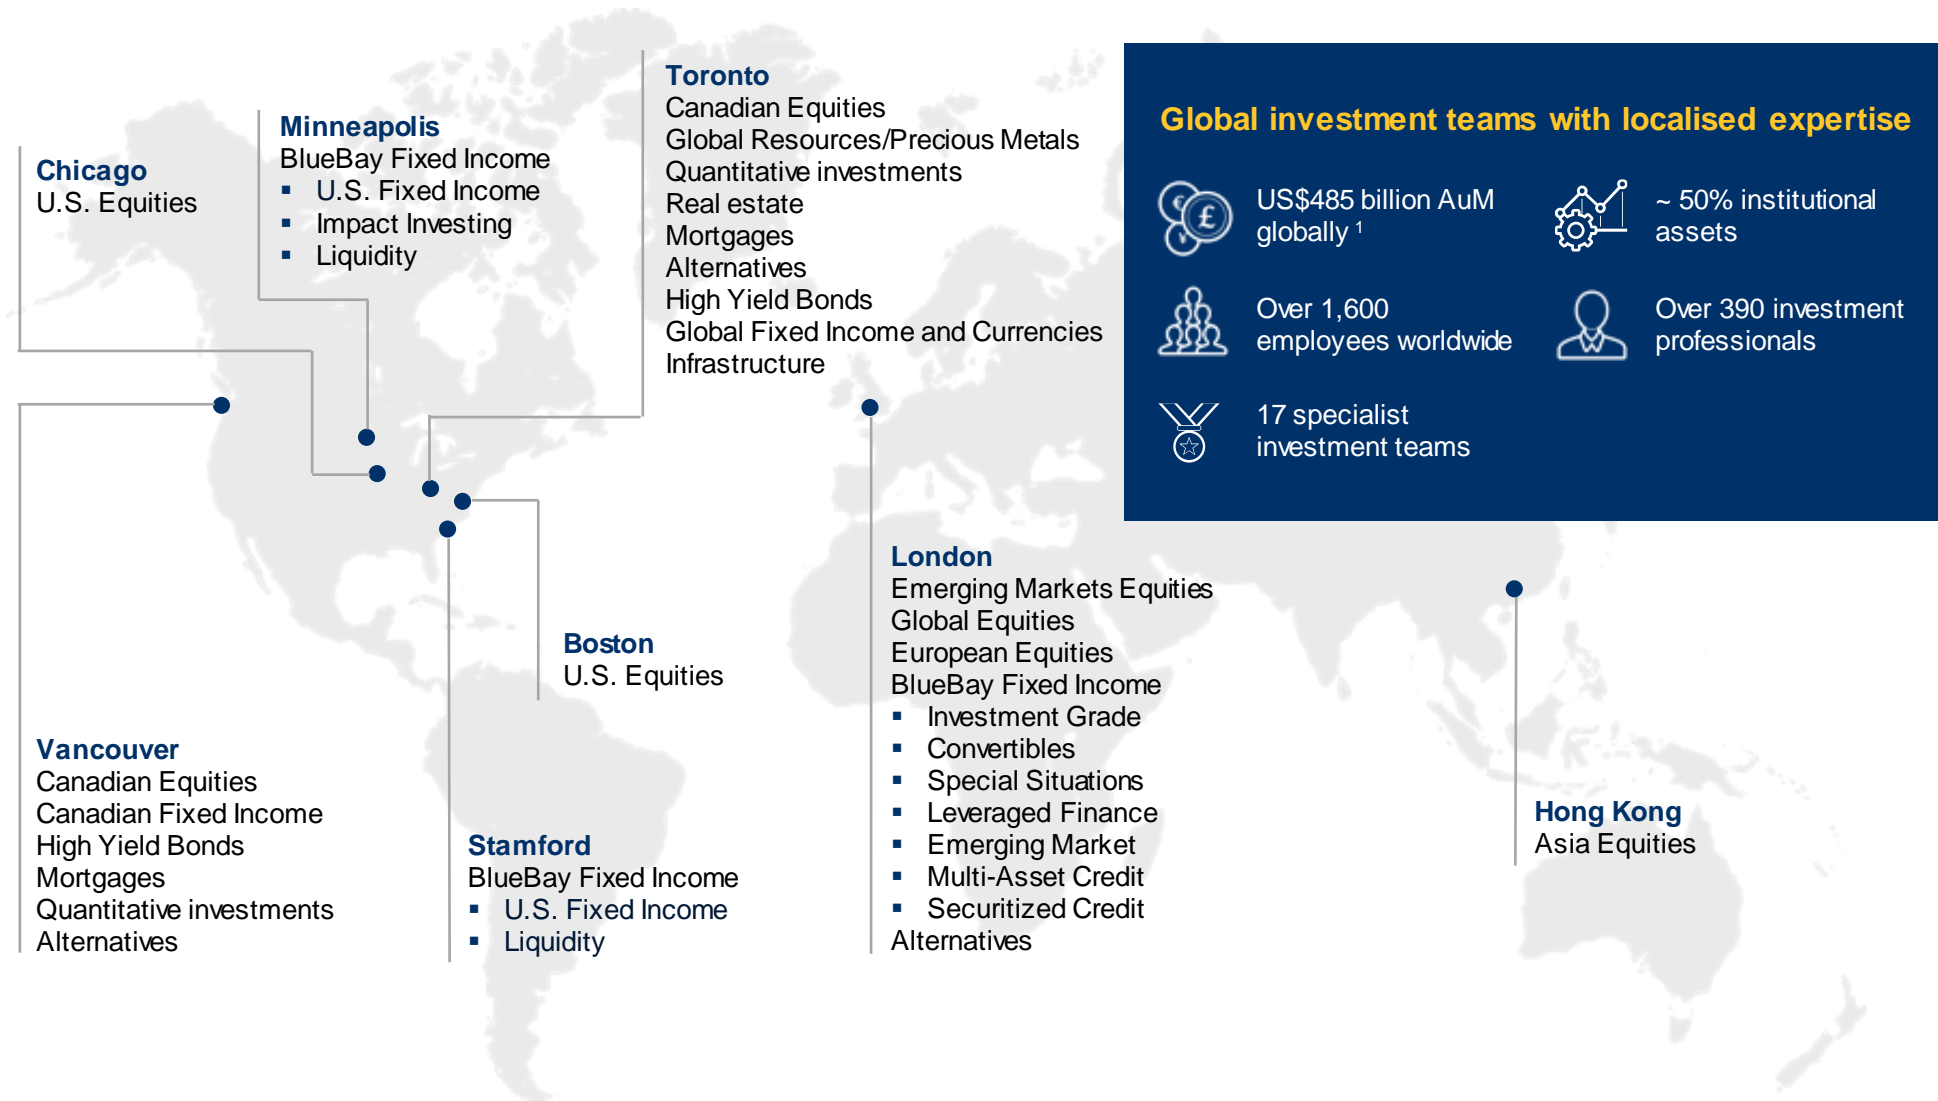 Chicago
U.S. Equities
Minneapolis
BlueBay Fixed Income
▪ U.S. Fixed Income
▪ Impact Investing
▪ Liquidity
Toronto
Canadian Equities
Global Resources/Precious Metals
Quantitative investments
Real estate
Mortgages
Alternatives
High Yield Bonds
Global Fixed Income and Currencies
Infrastructure
Global investment teams with localised expertise
US$485 billion AuM
globally 1
~ 50% institutional
assets
Over 1,600
employees worldwide
Over 390 investment
professionals
17 specialist
investment teams
Vancouver
Canadian Equities
Canadian Fixed Income
High Yield Bonds
Mortgages
Quantitative investments
Alternatives
Stamford
BlueBay Fixed Income
▪ U.S. Fixed Income
▪ Liquidity
Boston
U.S. Equities
London
Emerging Markets Equities
Global Equities
European Equities
BlueBay Fixed Income
▪ Investment Grade
▪ Convertibles
▪ Special Situations
▪ Leveraged Finance
▪ Emerging Market
▪ Multi-Asset Credit
▪ Securitized Credit
Alternatives
Hong Kong
Asia Equities